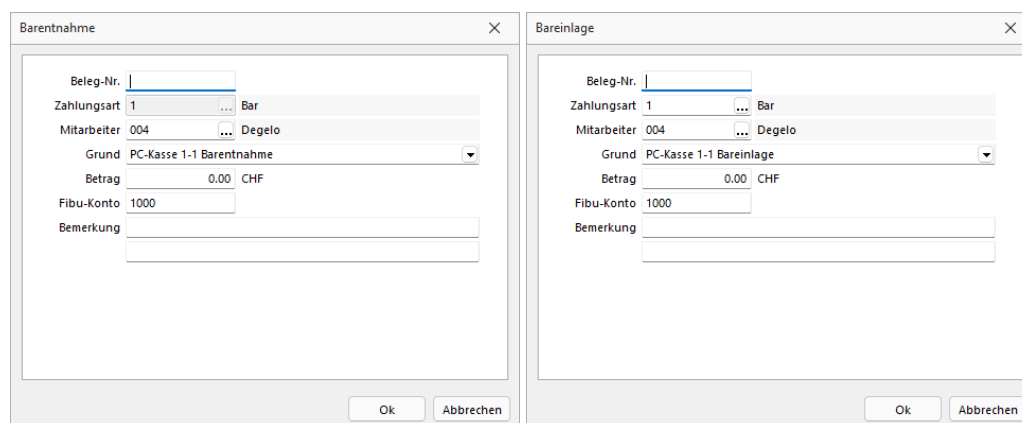 Barentnahme
Beleg-Nr.
Zahlungsart 1 ... Bar
Mitarbeiter 004 ... Degelo
Grund PC-Kasse 1-1 Barentnahme
Betrag 0.00 CHF
Fibu-Konto 1000
Bemerkung
Ok Abbrechen
Bareinlage
Beleg-Nr.
Zahlungsart 1 ... Bar
Mitarbeiter 004 ... Degelo
Grund PC-Kasse 1-1 Bareinlage
Betrag 0.00 CHF
Fibu-Konto 1000
Bemerkung
Ok Abbrechen